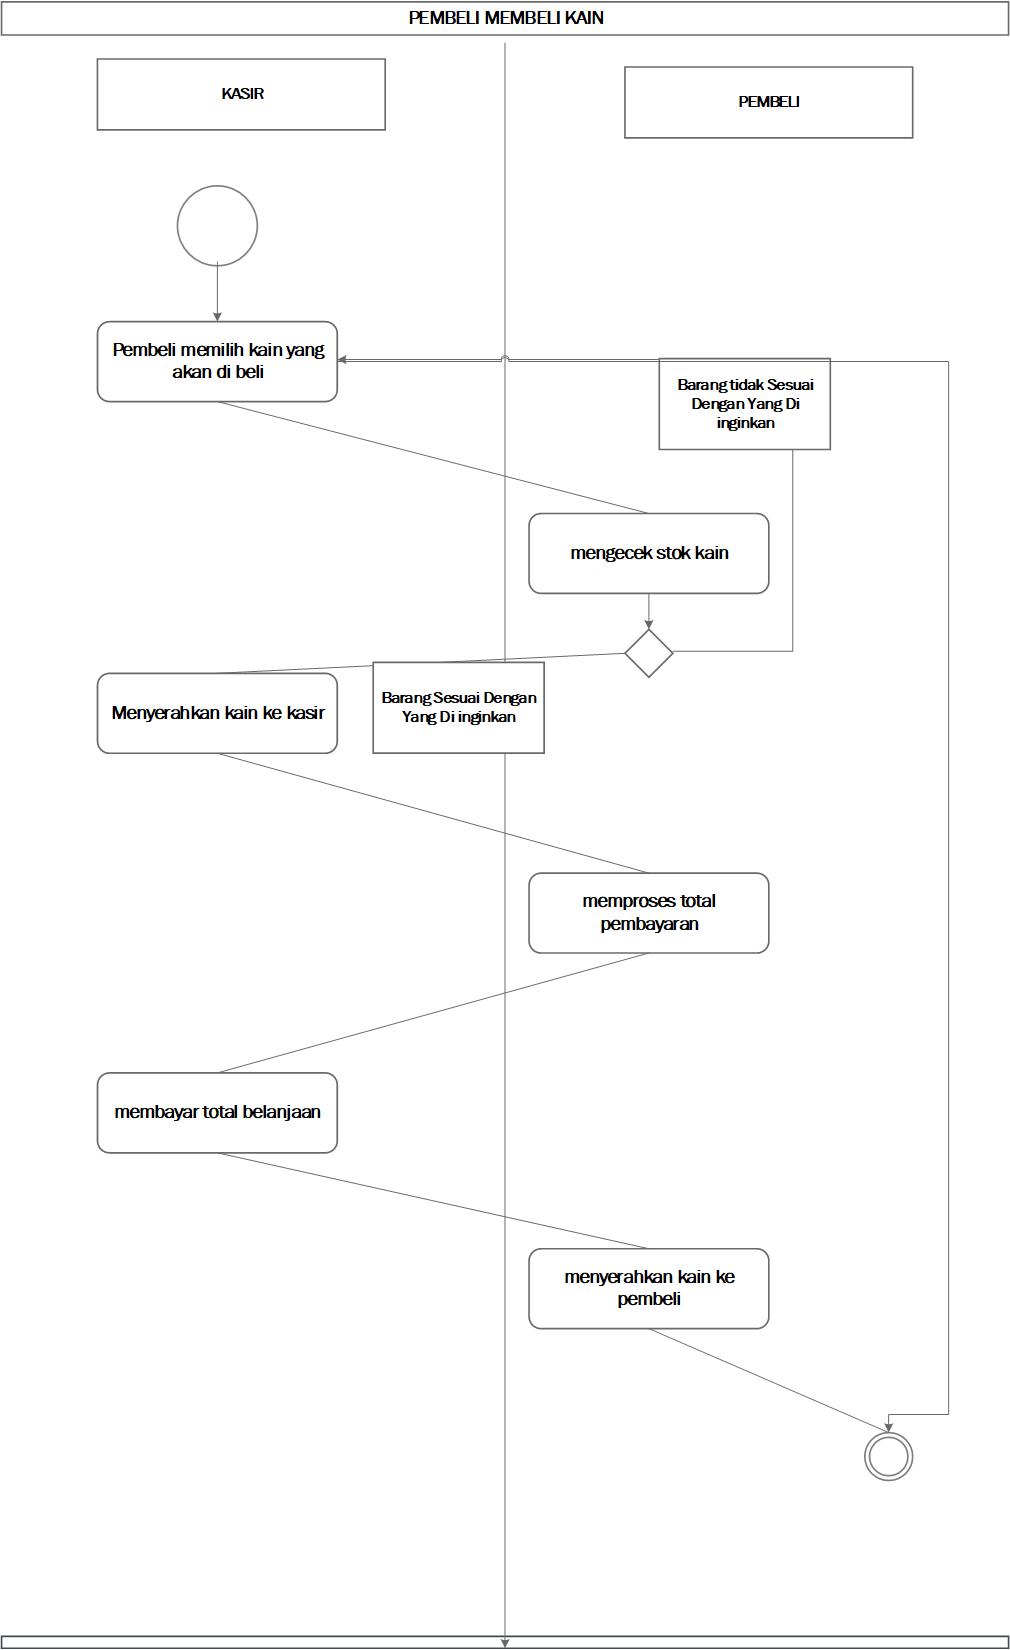 PEMBELI MEMBELI KAIN
KASIR
PEMBELI
Pembeli memilih kain yang
akan di beli
Barang tidak Sesuai
Dengan Yang Di
inginkan
mengecek stok kain
Menyerahkan kain ke kasir
Barang Sesuai Dengan
Yang Di inginkan
memproses total
pembayaran
membayar total belanjaan
menyerahkan kain ke
pembeli